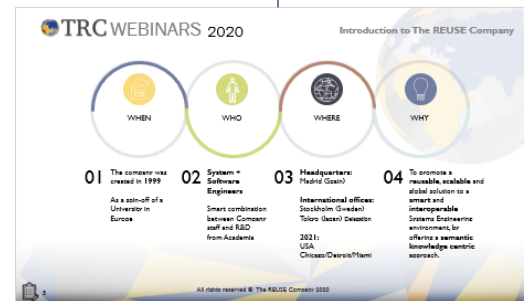 TRC WEBINARS 2020
Introduction to The REUSE Company
WHEN
WHO
WHERE
WHY
01
The company was
created in 1999
As a spin-off of a
University in
Europe
02
System +
Software
Engineers
Smart combination
between Company
staff and R&D
from Academia
03
Headquarters:
Madrid (Spain)
International offices:
Stockholm (Sweden)
Tokyo (Japan) Delegation
2021:
USA
Chicago/Detroit/Miami
04
To promote a
reusable, scalable and
global solution to a
smart and
interoperable
Systems Engineering
environment, by
offering a semantic
knowledge centric
approach.
5
All rights reserved © The REUSE Company 2020